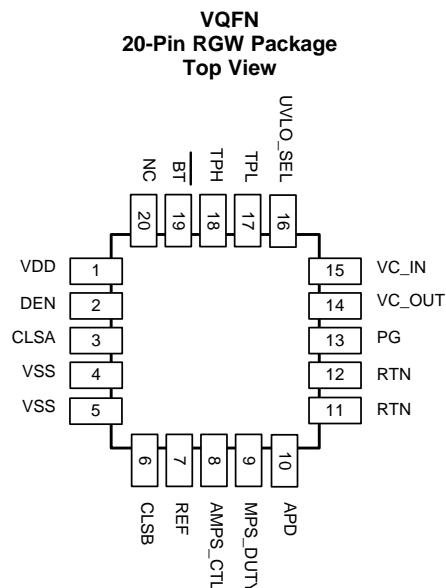 VQFN
20-Pin RGW Package
Top View
NC
BT
TPH
TPL
UVLO_SEL
20
19
18
17
16
VDD 1
DEN 2
CLSA 3
VSS 4
VSS 5
15 VC_IN
14 VC_OUT
13 PG
12 RTN
11 RTN
6
7
8
9
10
CLSB
REF
AMPS_CTL
MPS_DUTY
APD